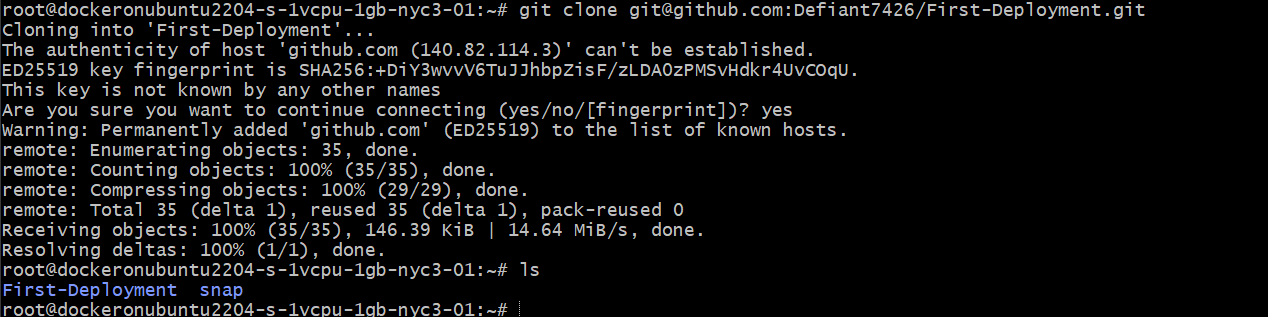 root@dockeronubuntu2204-s-1vcpu-1gb-nyc3-01:~# git clone git@github.com:Defiant7426/First-Deployment.git
Cloning into 'First-Deployment'...
The authenticity of host 'github.com (140.82.114.3)' can't be established.
ED25519 key fingerprint is SHA256:+DiY3wvvV6TuJJhbpZisF/zLDA0zPMSvHdkr4UvCOqU.
This key is not known by any other names
Are you sure you want to continue connecting (yes/no/[fingerprint])? yes
Warning: Permanently added 'github.com' (ED25519) to the list of known hosts.
remote: Enumerating objects: 35, done.
remote: Counting objects: 100% (35/35), done.
remote: Compressing objects: 100% (29/29), done.
remote: Total 35 (delta 1), reused 35 (delta 1), pack-reused 0
Receiving objects: 100% (35/35), 146.39 KiB | 14.64 MiB/s, done.
Resolving deltas: 100% (1/1), done.
root@dockeronubuntu2204-s-1vcpu-1gb-nyc3-01:~# ls
First-Deployment  snap
root@dockeronubuntu2204-s-1vcpu-1gb-nyc3-01:~#